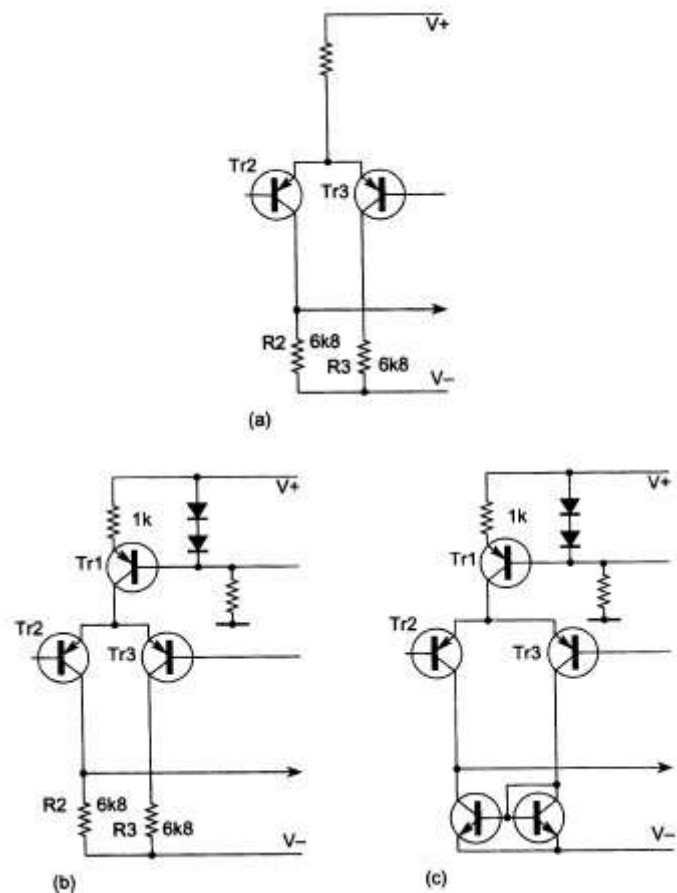 V+
Tr2
Tr3
R2 6k8
R3 6k8
V–
(a)
V+
1k
Tr1
Tr2
Tr3
R2 6k8
R3 6k8
V–
(b)
V+
1k
Tr1
Tr2
Tr3
V–
(c)